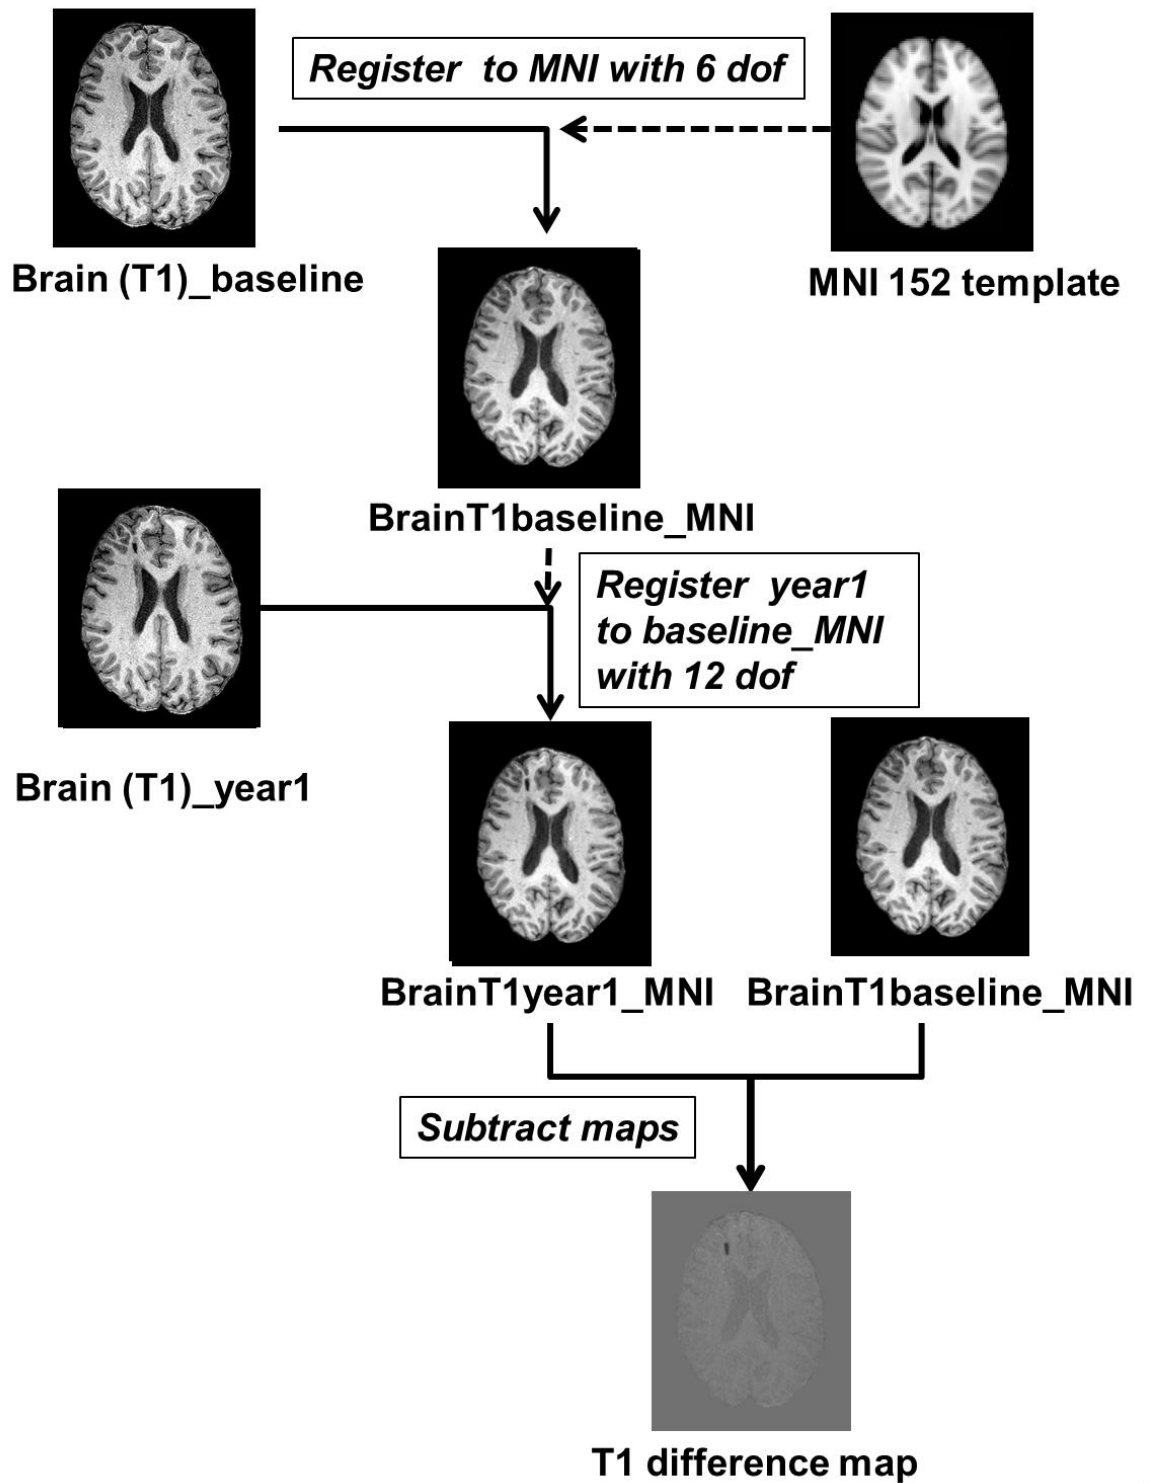 Register to MNI with 6 dof
Brain (T1)_baseline
MNI 152 template
BrainT1baseline_MNI
Register year1
to baseline_MNI
with 12 dof
Brain (T1)_year1
BrainT1year1_MNI
BrainT1baseline_MNI
Subtract maps
T1 difference map